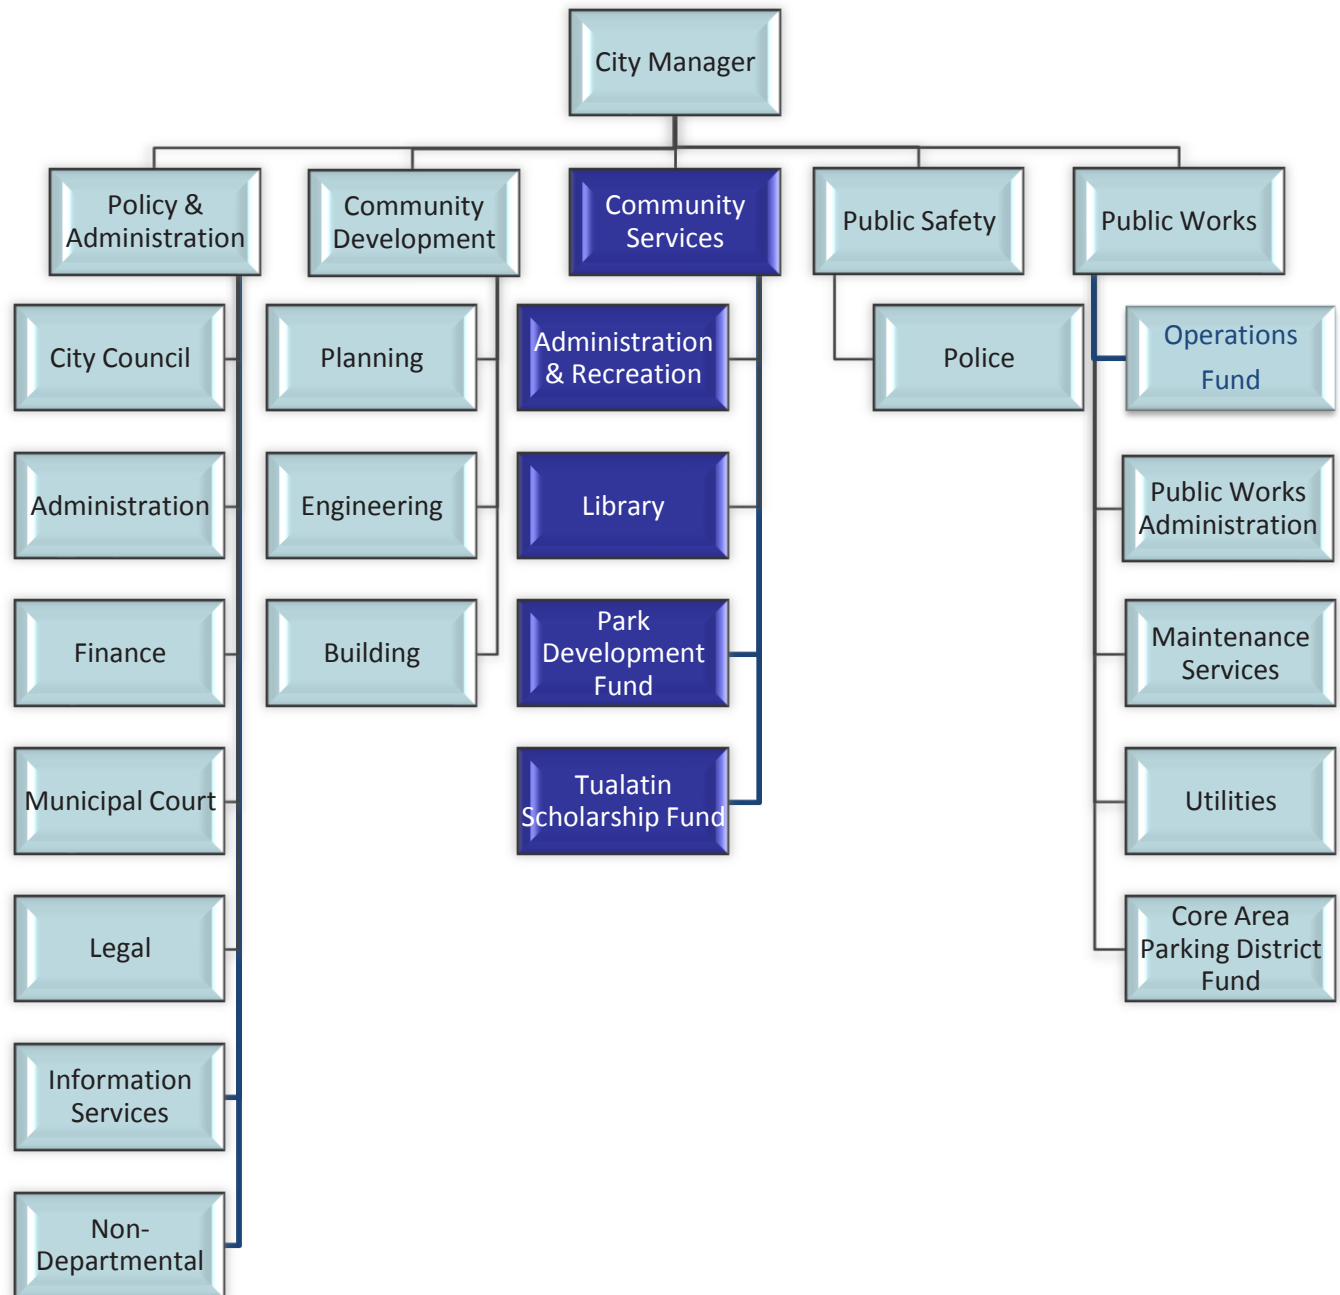 City Manager
Policy &
Administration
Community
Development
Community
Services
Public Safety
Public Works
City Council
Administration
Finance
Municipal Court
Legal
Information
Services
Non-
Departmental
Planning
Engineering
Building
Administration
& Recreation
Library
Park
Development
Fund
Tualatin
Scholarship Fund
Police
Operations
Fund
Public Works
Administration
Maintenance
Services
Utilities
Core Area
Parking District
Fund